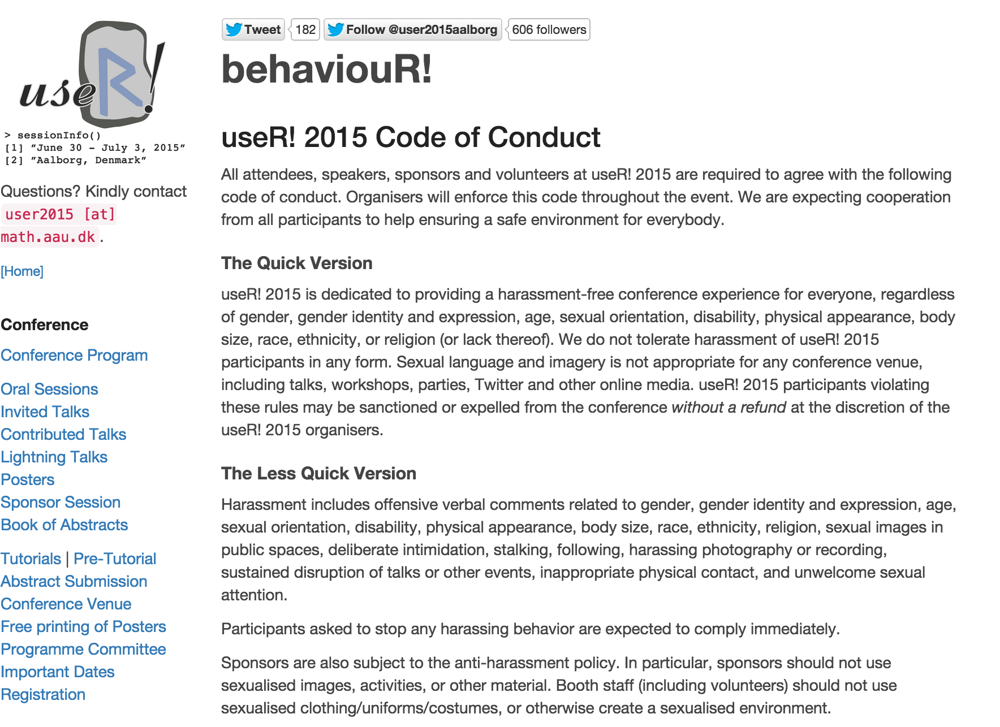 useR!
> sessionInfo()
[1] ″June 30 - July 3, 2015″
[2] ″Aalborg, Denmark″
Questions? Kindly contact
user2015 [at]
math.aau.dk.
[Home]
Conference
Conference Program
Oral Sessions
Invited Talks
Contributed Talks
Lightning Talks
Posters
Sponsor Session
Book of Abstracts
Tutorials | Pre-Tutorial
Abstract Submission
Conference Venue
Free printing of Posters
Programme Committee
Important Dates
Registration
Tweet 182 Follow @user2015aalborg 606 followers
behaviouR!
useR! 2015 Code of Conduct
All attendees, speakers, sponsors and volunteers at useR! 2015 are required to agree with the following
code of conduct. Organisers will enforce this code throughout the event. We are expecting cooperation
from all participants to help ensuring a safe environment for everybody.
The Quick Version
useR! 2015 is dedicated to providing a harassment-free conference experience for everyone, regardless
of gender, gender identity and expression, age, sexual orientation, disability, physical appearance, body
size, race, ethnicity, or religion (or lack thereof). We do not tolerate harassment of useR! 2015
participants in any form. Sexual language and imagery is not appropriate for any conference venue,
including talks, workshops, parties, Twitter and other online media. useR! 2015 participants violating
these rules may be sanctioned or expelled from the conference without a refund at the discretion of the
useR! 2015 organisers.
The Less Quick Version
Harassment includes offensive verbal comments related to gender, gender identity and expression, age,
sexual orientation, disability, physical appearance, body size, race, ethnicity, religion, sexual images in
public spaces, deliberate intimidation, stalking, following, harassing photography or recording,
sustained disruption of talks or other events, inappropriate physical contact, and unwelcome sexual
attention.
Participants asked to stop any harassing behavior are expected to comply immediately.
Sponsors are also subject to the anti-harassment policy. In particular, sponsors should not use
sexualised images, activities, or other material. Booth staff (including volunteers) should not use
sexualised clothing/uniforms/costumes, or otherwise create a sexualised environment.